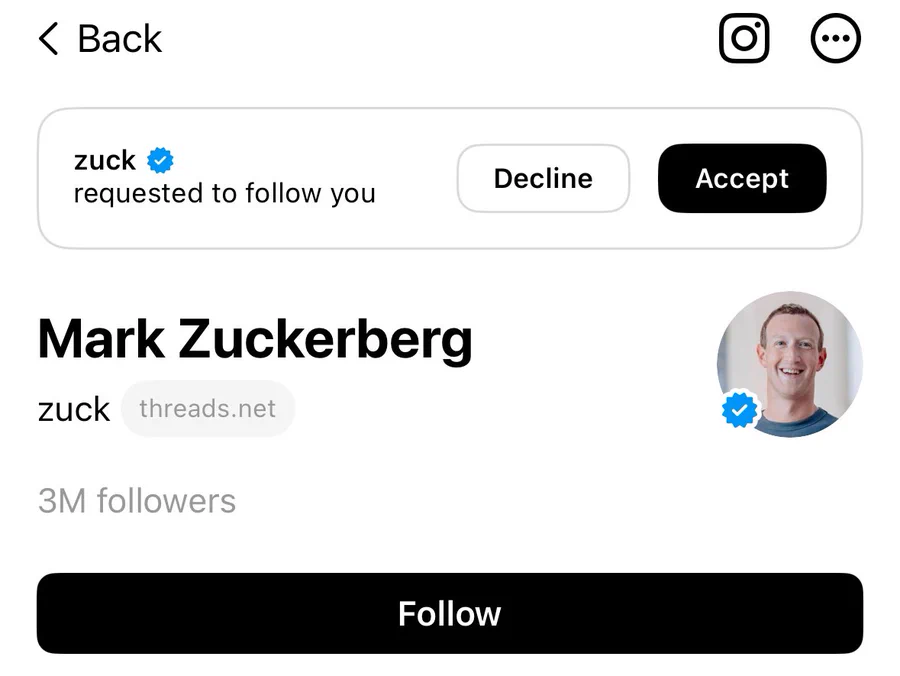 Back
zuck
requested to follow you
Decline
Accept
Mark Zuckerberg
zuck threads.net
3M followers
Follow